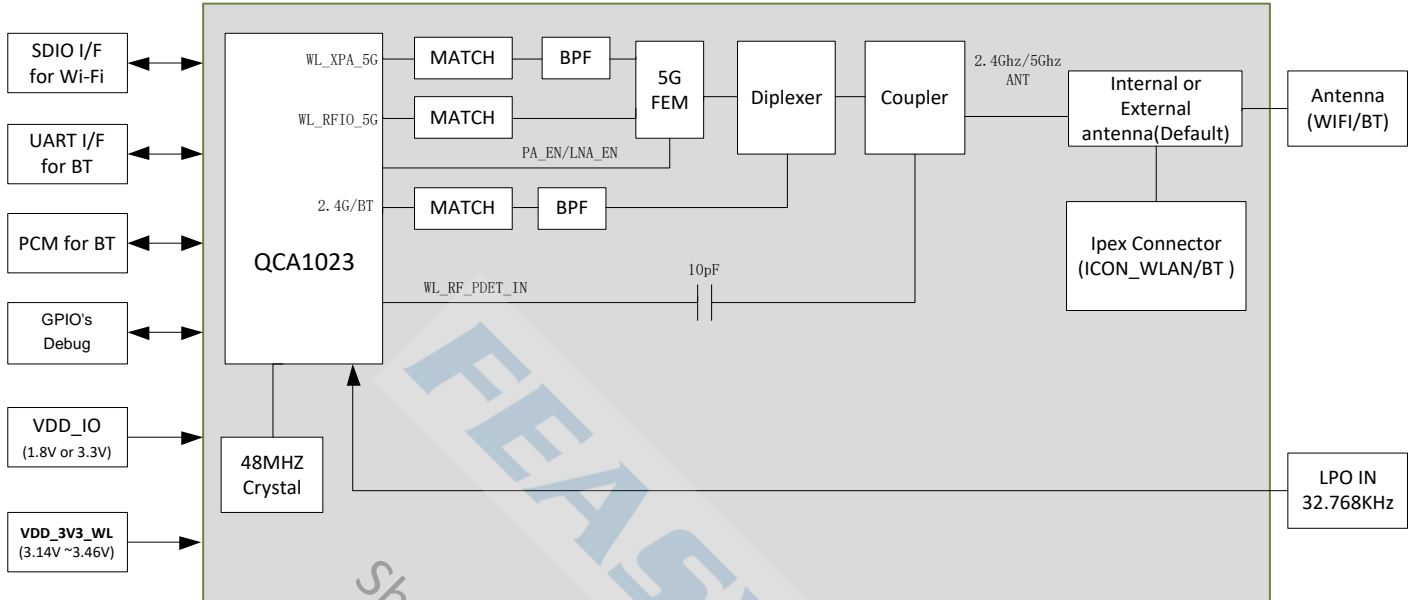 SDIO I/F
for Wi-Fi
UART I/F
for BT
PCM for BT
GPIO's
Debug
VDD_IO
(1.8V or 3.3V)
VDD_3V3_WL
(3.14V ~3.46V)
WL_XPA_5G
WL_RFIO_5G
2.4G/BT
QCA1023
WL_RF_PDET_IN
48MHZ
Crystal
MATCH
BPF
MATCH
PA_EN/LNA_EN
MATCH
BPF
5G
FEM
Diplexer
Coupler
10pF
2.4Ghz/5Ghz
ANT
Internal or
External
antenna(Default)
Ipex Connector
(ICON_WLAN/BT )
Antenna
(WIFI/BT)
LPO IN
32.768KHz
FEAS
Sh